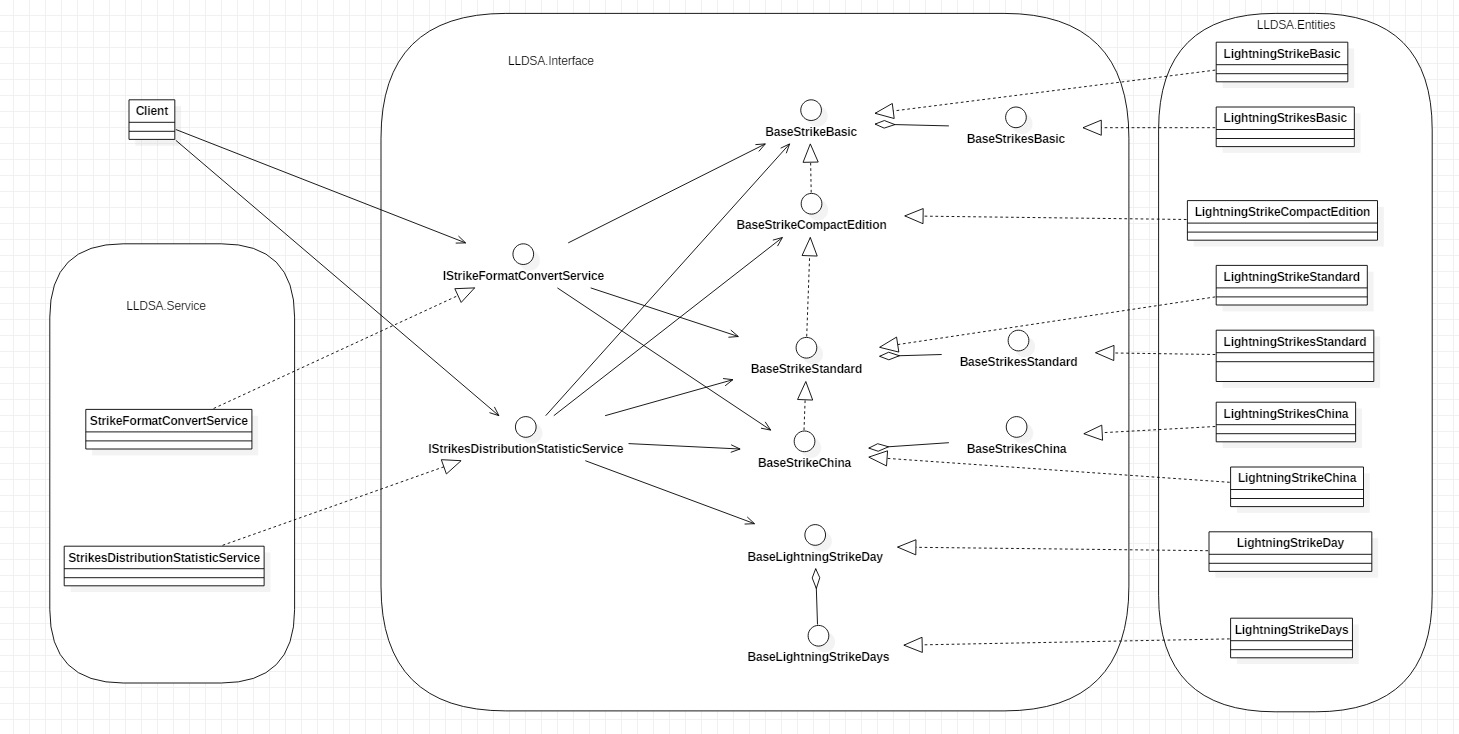 LLDSA.Interface
LLDSA.Entities
LightningStrikeBasic
Client
BaseStrikeBasic
BaseStrikesBasic
LightningStrikesBasic
BaseStrikeCompactEdition
LightningStrikeCompactEdition
IStrikeFormatConvertService
LightningStrikeStandard
LLDSA.Service
BaseStrikeStandard
BaseStrikesStandard
LightningStrikesStandard
StrikeFormatConvertService
IStrikesDistributionStatisticService
BaseStrikeChina
BaseStrikesChina
LightningStrikesChina
LightningStrikeChina
StrikesDistributionStatisticService
BaseLightningStrikeDay
LightningStrikeDay
BaseLightningStrikeDays
LightningStrikeDays